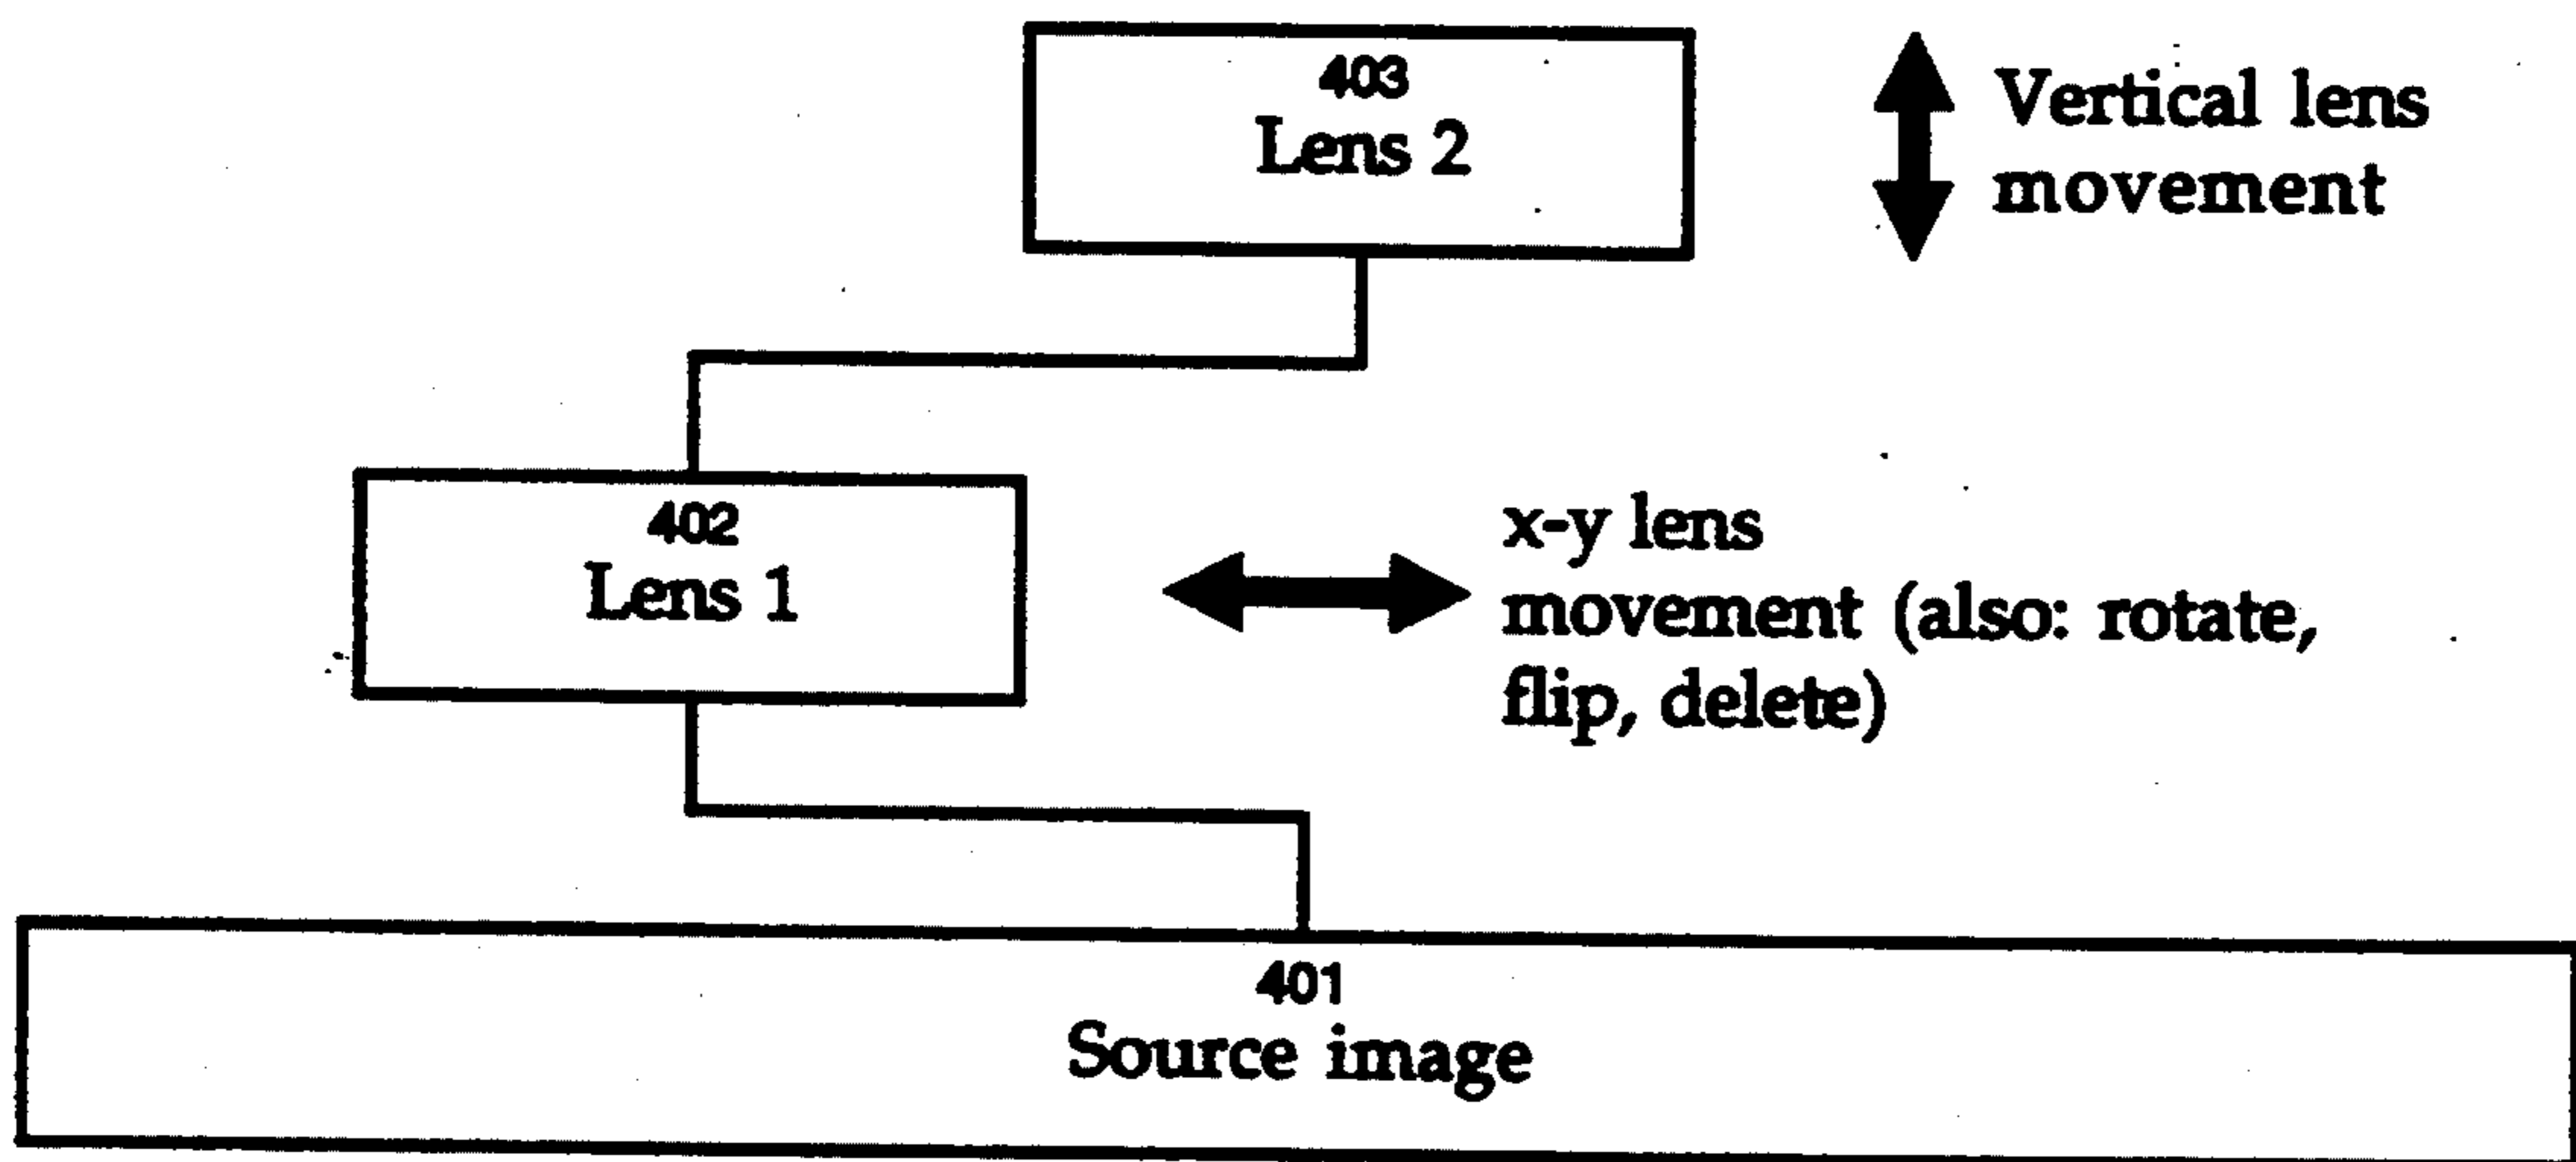 403
Lens 2
Vertical lens
movement
402
Lens 1
x-y lens
movement (also: rotate,
flip, delete)
401
Source image